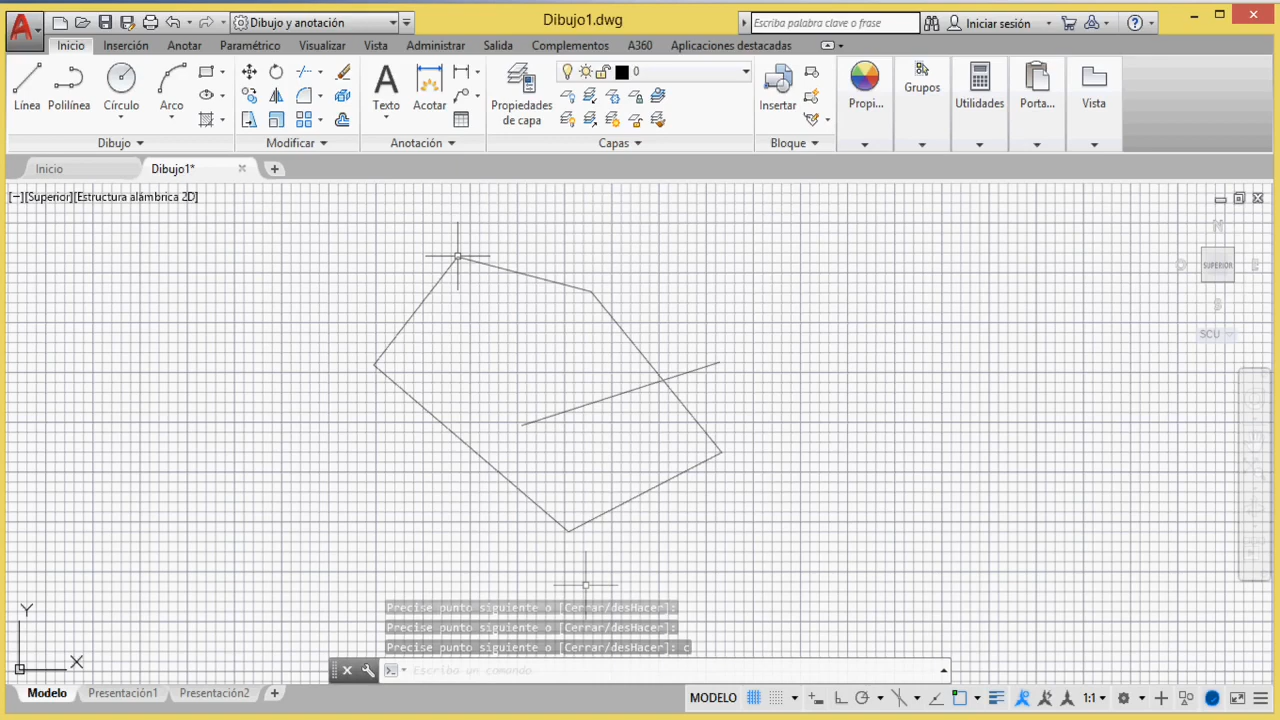 Dibujo y anotación
Dibujo1.dwg
Escriba palabra clave o frase
Iniciar sesión
Inicio
Inserción
Anotar
Paramétrico
Visualizar
Vista
Administrar
Salida
Complementos
A360
Aplicaciones destacadas
Línea
Polilínea
Círculo
Arco
Texto
Acotar
Propiedades
de capa
0
Insertar
Propi...
Grupos
Utilidades
Porta...
Vista
Dibujo
Modificar
Anotación
Capas
Bloque
Inicio
Dibujo1*
[−][Superior][Estructura alámbrica 2D]
SUPERIOR
S
SCU
Y
X
Precise punto siguiente o [Cerrar/desHacer]:
Precise punto siguiente o [Cerrar/desHacer]:
Precise punto siguiente o [Cerrar/desHacer]: c
Escriba un comando
Modelo
Presentación1
Presentación2
MODELO
1:1